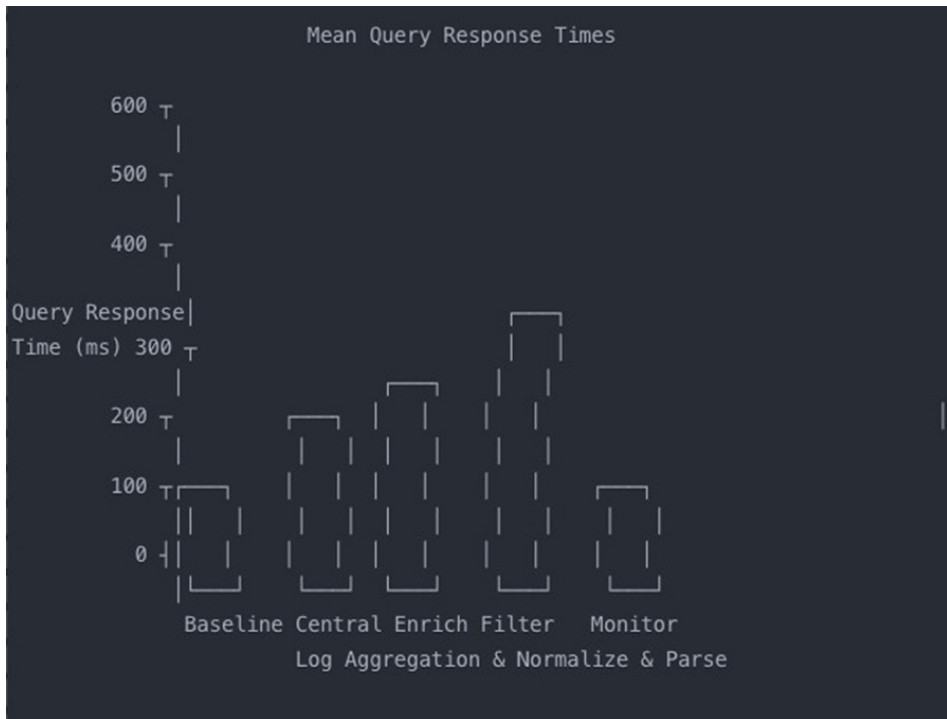 Mean Query Response Times
600
500
400
Query Response
Time (ms) 300
200
100
0
Baseline Central Enrich Filter Monitor
Log Aggregation & Normalize & Parse